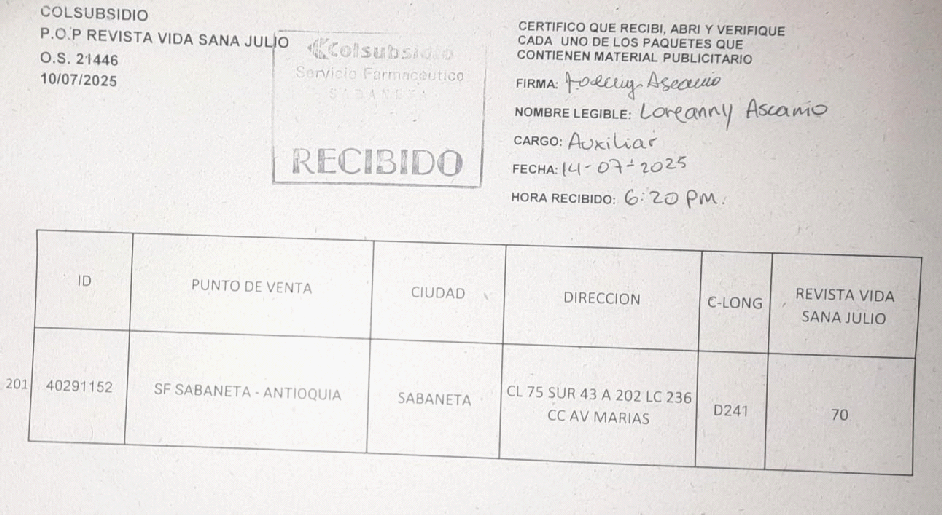 COLSUBSIDIO
P.O.P REVISTA VIDA SANA JULIO
O.S. 21446
10/07/2025
Colsubsidio
Servicio Farmacéutico
SABANETA
RECIBIDO
CERTIFICO QUE RECIBI, ABRI Y VERIFIQUE
CADA UNO DE LOS PAQUETES QUE
CONTIENEN MATERIAL PUBLICITARIO
FIRMA: Ascanio
NOMBRE LEGIBLE: Loreanny Ascanio
CARGO: Auxiliar
FECHA: 14-07-2025
HORA RECIBIDO: 6:20 PM.
ID PUNTO DE VENTA CIUDAD DIRECCION C-LONG REVISTA VIDA
SANA JULIO
201 40291152 SF SABANETA - ANTIOQUIA SABANETA CL 75 SUR 43 A 202 LC 236 D241 70
CC AV MARIAS